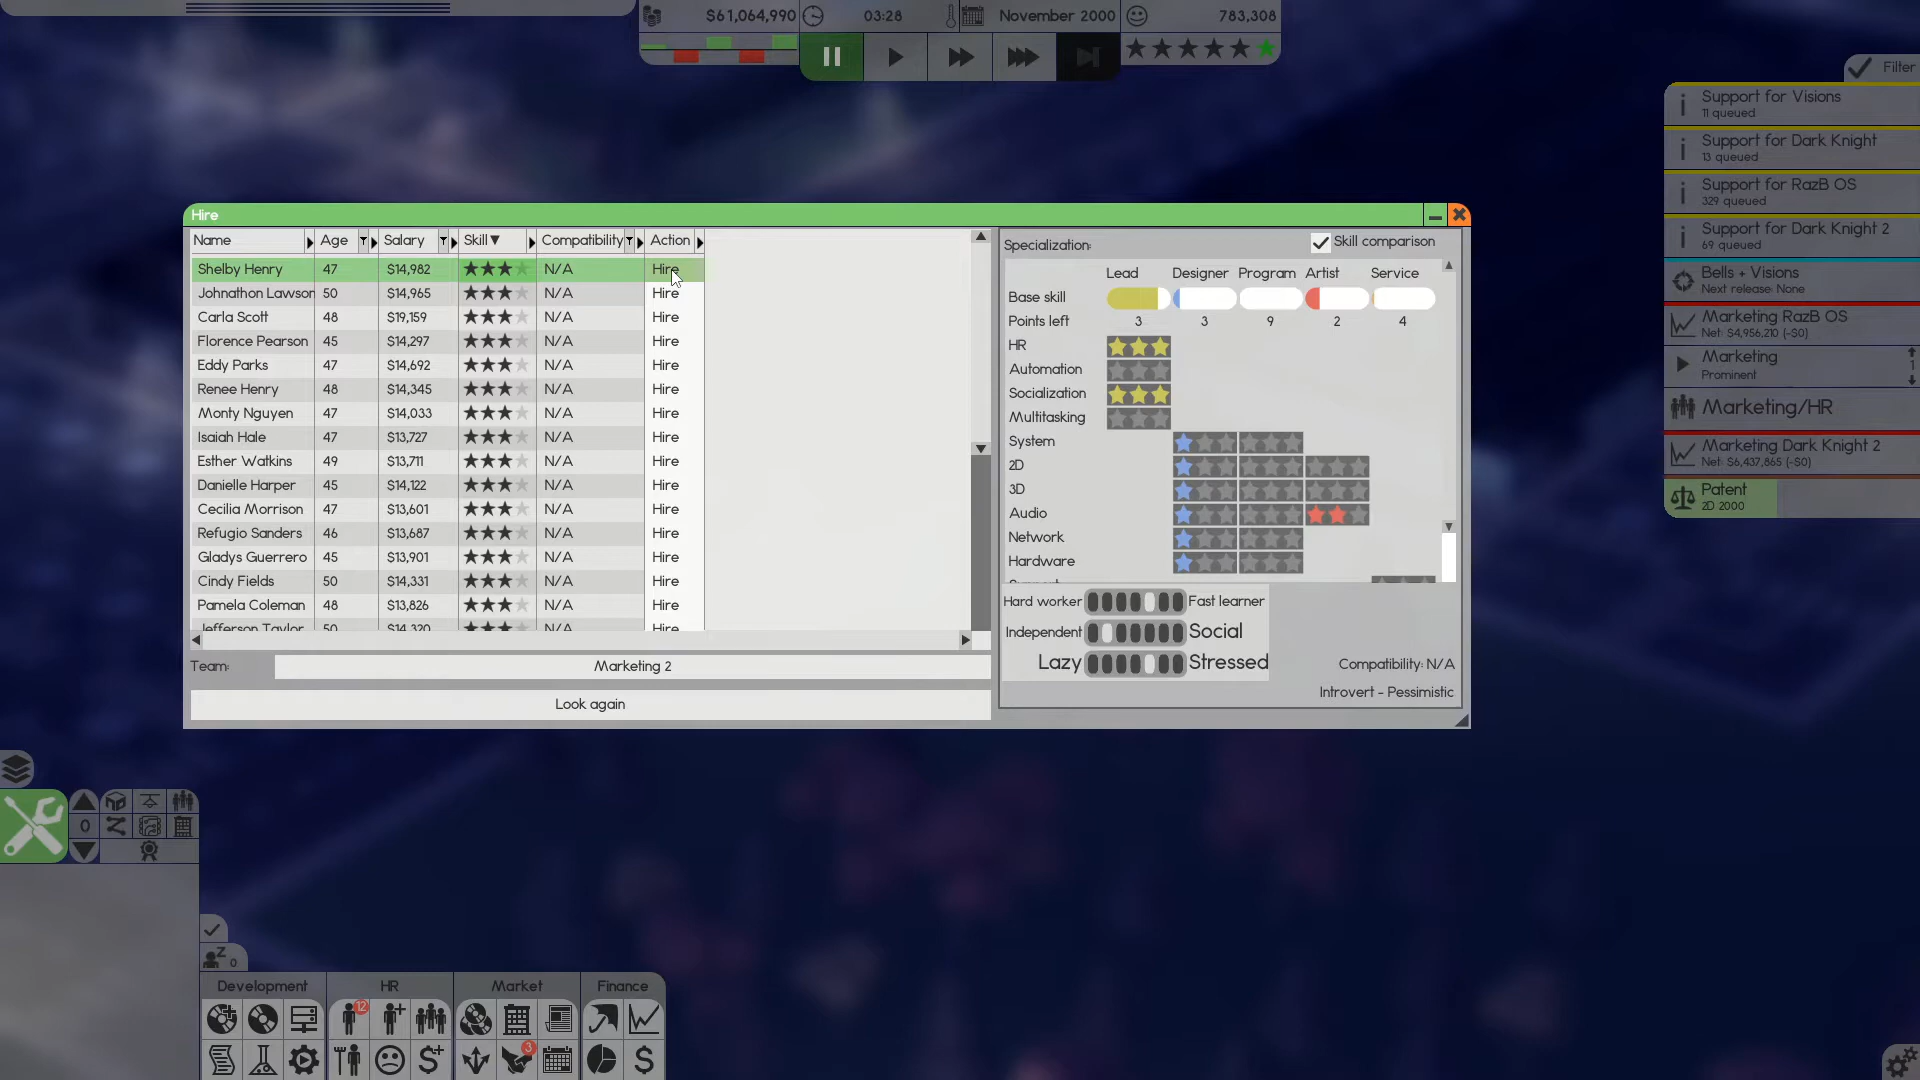 $61,064,990
03:28
November 2000
783,308
Filter
Support for Visions
11 queued
Support for Dark Knight
13 queued
Support for RazB OS
329 queued
Support for Dark Knight 2
69 queued
Bells + Visions
Next release: None
Marketing RazB OS
Net: $4,956,210 (-$0)
Marketing
Prominent
1
Marketing/HR
Marketing Dark Knight 2
Net: $6,437,865 (-$0)
Patent
2D 2000
Hire
Name Age Salary Skill Compatibility Action
Shelby Henry 47 $14,982 N/A Hire
Johnathon Lawson 50 $14,965 N/A Hire
Carla Scott 48 $19,159 N/A Hire
Florence Pearson 45 $14,297 N/A Hire
Eddy Parks 47 $14,692 N/A Hire
Renee Henry 48 $14,345 N/A Hire
Monty Nguyen 47 $14,033 N/A Hire
Isaiah Hale 47 $13,727 N/A Hire
Esther Watkins 49 $13,711 N/A Hire
Danielle Harper 45 $14,122 N/A Hire
Cecilia Morrison 47 $13,601 N/A Hire
Refugio Sanders 46 $13,687 N/A Hire
Gladys Guerrero 45 $13,901 N/A Hire
Cindy Fields 50 $14,331 N/A Hire
Pamela Coleman 48 $13,826 N/A Hire
Jefferson Taylor 50 $14,320 N/A Hire
Team: Marketing 2
Look again
Specialization: Skill comparison
Lead Designer Program Artist Service
Base skill
Points left 3 3 9 2 4
HR
Automation
Socialization
Multitasking
System
2D
3D
Audio
Network
Hardware
Support
Hard worker Fast learner
Independent Social
Lazy Stressed
Compatibility: N/A
Introvert - Pessimistic
0
Z 0
Development HR Market Finance
12
3